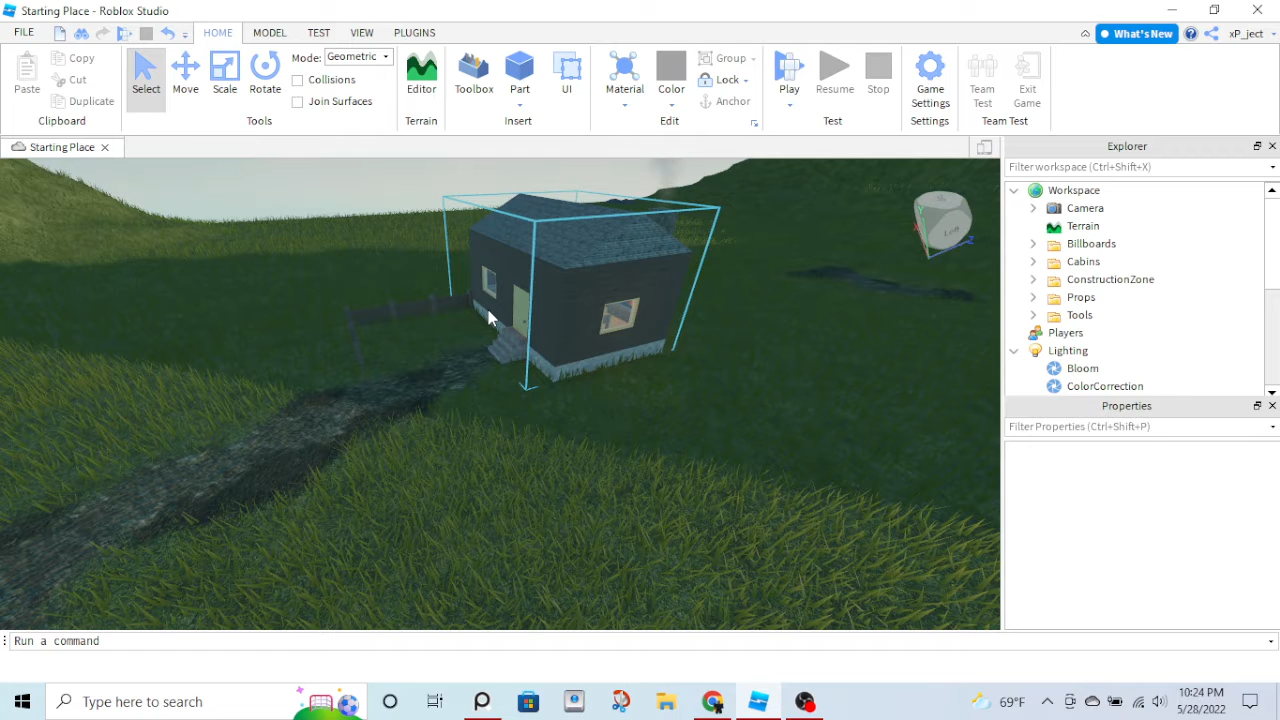 Starting Place - Roblox Studio
FILE
HOME
MODEL
TEST
VIEW
PLUGINS
What's New
xP_ject
Paste
Copy
Cut
Duplicate
Clipboard
Select
Move
Scale
Rotate
Mode: Geometric
Collisions
Join Surfaces
Tools
Editor
Terrain
Toolbox
Part
UI
Insert
Material
Color
Group
Lock
Anchor
Edit
Play
Resume
Stop
Test
Game
Settings
Settings
Team
Test
Exit
Game
Team Test
Starting Place
Explorer
Filter workspace (Ctrl+Shift+X)
Workspace
Camera
Terrain
Billboards
Cabins
ConstructionZone
Props
Tools
Players
Lighting
Bloom
ColorCorrection
Properties
Filter Properties (Ctrl+Shift+P)
Left
Y
Z
Run a command
Type here to search
69°F
10:24 PM
5/28/2022